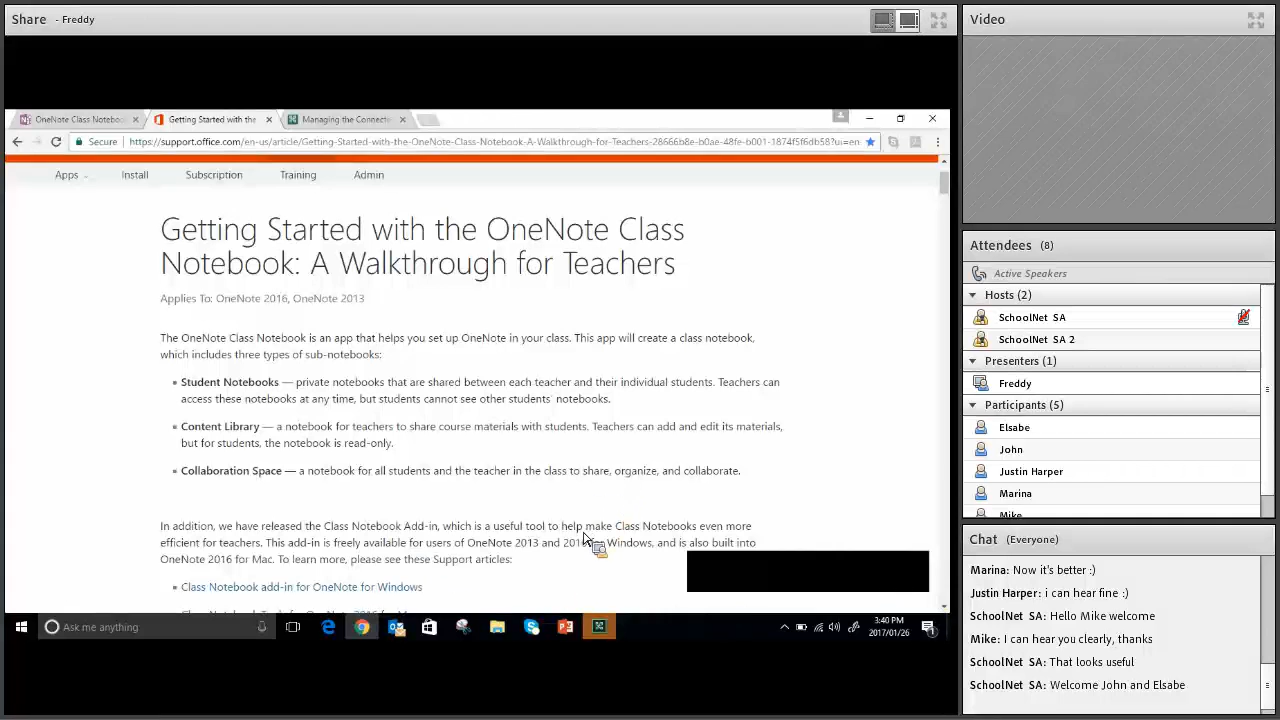 Share - Freddy
OneNote Class Noteboo
Getting Started with the
Managing the Connecte
Secure
https://support.office.com/en-us/article/Getting-Started-with-the-OneNote-Class-Notebook-A-Walkthrough-for-Teachers-28666b8e-b0ae-48fe-b001-1874f5f6db58?ui=en
Apps Install Subscription Training Admin
Getting Started with the OneNote Class
Notebook: A Walkthrough for Teachers
Applies To: OneNote 2016, OneNote 2013
The OneNote Class Notebook is an app that helps you set up OneNote in your class. This app will create a class notebook,
which includes three types of sub-notebooks:
Student Notebooks — private notebooks that are shared between each teacher and their individual students. Teachers can
access these notebooks at any time, but students cannot see other students' notebooks.
Content Library — a notebook for teachers to share course materials with students. Teachers can add and edit its materials,
but for students, the notebook is read-only.
Collaboration Space — a notebook for all students and the teacher in the class to share, organize, and collaborate.
In addition, we have released the Class Notebook Add-in, which is a useful tool to help make Class Notebooks even more
efficient for teachers. This add-in is freely available for users of OneNote 2013 and Windows, and is also built into
OneNote 2016 for Mac. To learn more, please see these Support articles:
Class Notebook add-in for OneNote for Windows
Ask me anything
3:40 PM
2017/01/26
1
Video
Attendees (8)
Active Speakers
Hosts (2)
SchoolNet SA
SchoolNet SA 2
Presenters (1)
Freddy
Participants (5)
Elsabe
John
Justin Harper
Marina
Mike
Chat (Everyone)
Marina: Now it's better :)
Justin Harper: i can hear fine :)
SchoolNet SA: Hello Mike welcome
Mike: I can hear you clearly, thanks
SchoolNet SA: That looks useful
SchoolNet SA: Welcome John and Elsabe